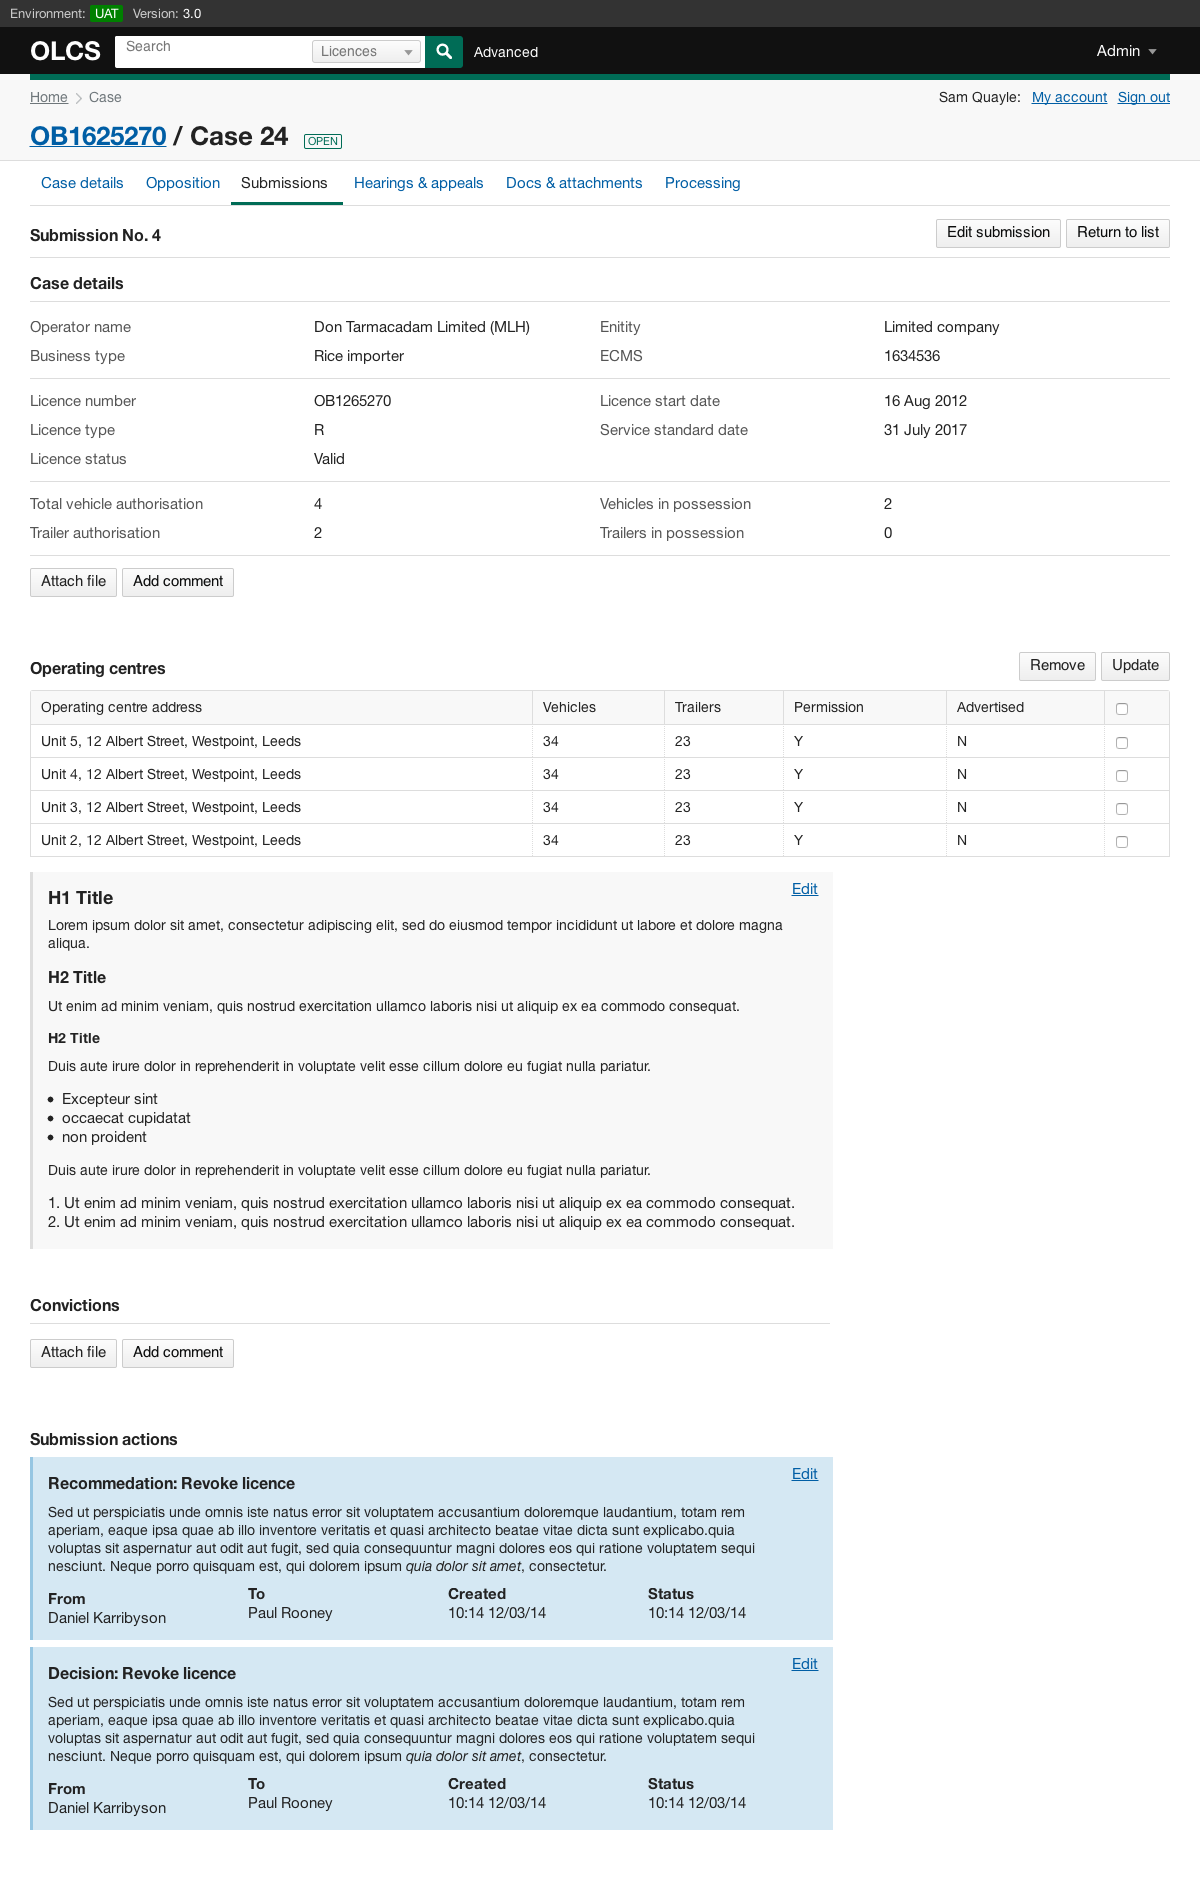 Environment: UAT Version: 3.0
OLCS Search Licences Advanced Admin
Home Case Sam Quayle: My account Sign out
OB1625270 / Case 24 OPEN
Case details Opposition Submissions Hearings & appeals Docs & attachments Processing
Submission No. 4 Edit submission Return to list
Case details
Operator name Don Tarmacadam Limited (MLH) Enitity Limited company
Business type Rice importer ECMS 1634536
Licence number OB1265270 Licence start date 16 Aug 2012
Licence type R Service standard date 31 July 2017
Licence status Valid
Total vehicle authorisation 4 Vehicles in possession 2
Trailer authorisation 2 Trailers in possession 0
Attach file Add comment
Operating centres Remove Update
Operating centre address Vehicles Trailers Permission Advertised
Unit 5, 12 Albert Street, Westpoint, Leeds 34 23 Y N
Unit 4, 12 Albert Street, Westpoint, Leeds 34 23 Y N
Unit 3, 12 Albert Street, Westpoint, Leeds 34 23 Y N
Unit 2, 12 Albert Street, Westpoint, Leeds 34 23 Y N
H1 Title Edit
Lorem ipsum dolor sit amet, consectetur adipiscing elit, sed do eiusmod tempor incididunt ut labore et dolore magna
aliqua.
H2 Title
Ut enim ad minim veniam, quis nostrud exercitation ullamco laboris nisi ut aliquip ex ea commodo consequat.
H2 Title
Duis aute irure dolor in reprehenderit in voluptate velit esse cillum dolore eu fugiat nulla pariatur.
• Excepteur sint
• occaecat cupidatat
• non proident
Duis aute irure dolor in reprehenderit in voluptate velit esse cillum dolore eu fugiat nulla pariatur.
1. Ut enim ad minim veniam, quis nostrud exercitation ullamco laboris nisi ut aliquip ex ea commodo consequat.
2. Ut enim ad minim veniam, quis nostrud exercitation ullamco laboris nisi ut aliquip ex ea commodo consequat.
Convictions
Attach file Add comment
Submission actions
Recommedation: Revoke licence Edit
Sed ut perspiciatis unde omnis iste natus error sit voluptatem accusantium doloremque laudantium, totam rem
aperiam, eaque ipsa quae ab illo inventore veritatis et quasi architecto beatae vitae dicta sunt explicabo.quia
voluptas sit aspernatur aut odit aut fugit, sed quia consequuntur magni dolores eos qui ratione voluptatem sequi
nesciunt. Neque porro quisquam est, qui dolorem ipsum quia dolor sit amet, consectetur.
From To Created Status
Daniel Karribyson Paul Rooney 10:14 12/03/14 10:14 12/03/14
Decision: Revoke licence Edit
Sed ut perspiciatis unde omnis iste natus error sit voluptatem accusantium doloremque laudantium, totam rem
aperiam, eaque ipsa quae ab illo inventore veritatis et quasi architecto beatae vitae dicta sunt explicabo.quia
voluptas sit aspernatur aut odit aut fugit, sed quia consequuntur magni dolores eos qui ratione voluptatem sequi
nesciunt. Neque porro quisquam est, qui dolorem ipsum quia dolor sit amet, consectetur.
From To Created Status
Daniel Karribyson Paul Rooney 10:14 12/03/14 10:14 12/03/14